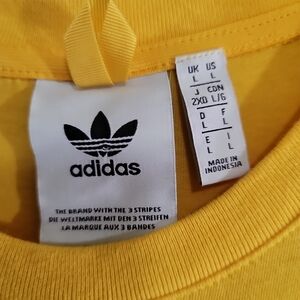 adidas
THE BRAND WITH THE 3 STRIPES
DIE WELTMARKE MIT DEN 3 STREIFEN
LA MARQUE AUX 3 BANDES
UK US
L L
J CDN
2XO L/G
D F
L L
E I
L L
MADE IN
INDONESIA